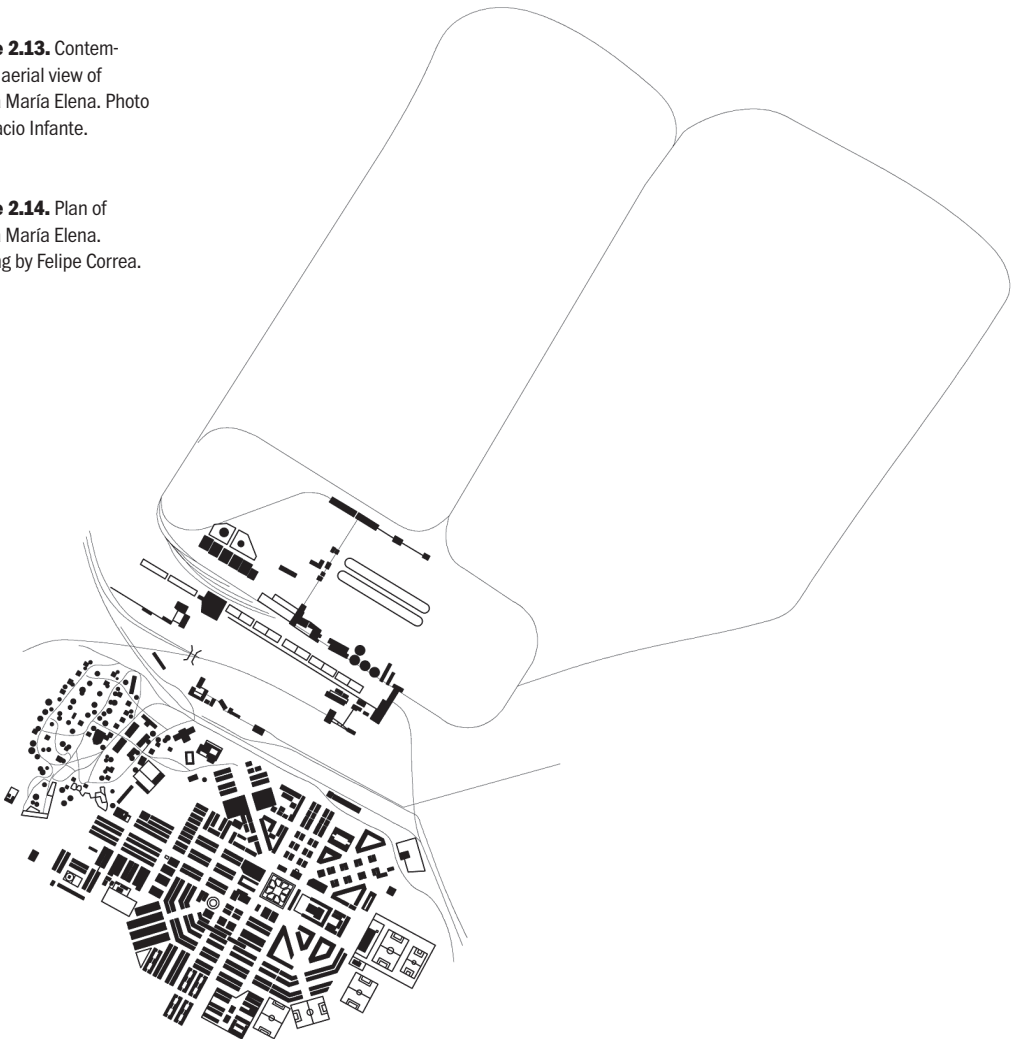 e 2.13. Contem-
aerial view of
María Elena. Photo
acio Infante.
e 2.14. Plan of
María Elena.
g by Felipe Correa.